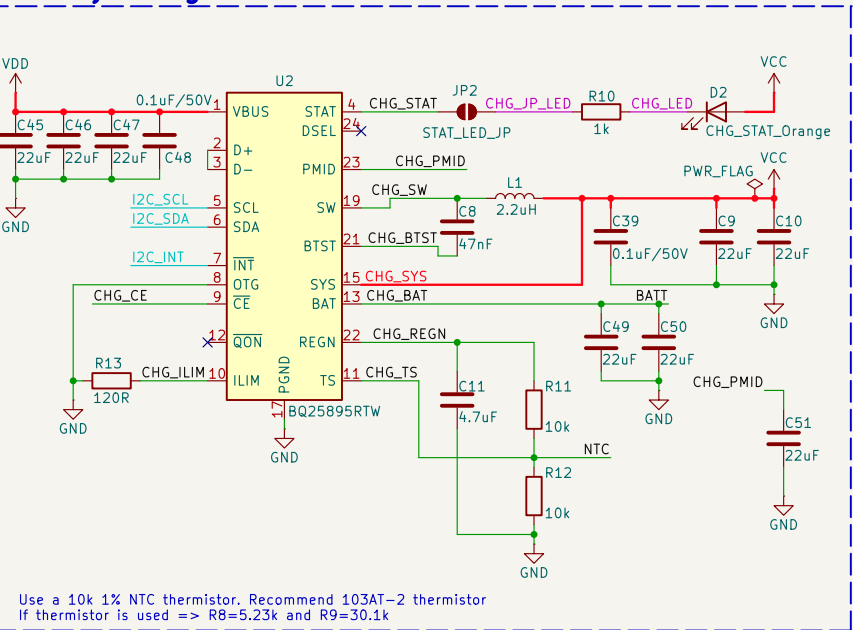 VDD
VCC
U2
JP2
D2
0.1uF/50V
1
VBUS
STAT
4
CHG_STAT
CHG_JP_LED
R10
CHG_LED
1k
CHG_STAT_Orange
STAT_LED_JP
DSEL
24
C45
C46
C47
C48
22uF
22uF
22uF
2
D+
3
D-
PMID
23
CHG_PMID
PWR_FLAG
VCC
I2C_SCL
5
SCL
SW
19
CHG_SW
L1
2.2uH
I2C_SDA
6
SDA
C8
47nF
C39
0.1uF/50V
C9
22uF
C10
22uF
GND
BTST
21
CHG_BTST
I2C_INT
7
INT
8
OTG
SYS
15
CHG_SYS
CHG_CE
9
CE
BAT
13
CHG_BAT
BATT
GND
12
QON
REGN
22
CHG_REGN
C49
22uF
C50
22uF
R13
120R
CHG_ILIM
10
ILIM
PGND
17
TS
11
CHG_TS
CHG_PMID
C11
4.7uF
R11
10k
GND
BQ25895RTW
GND
GND
C51
22uF
NTC
R12
10k
GND
GND
Use a 10k 1% NTC thermistor. Recommend 103AT-2 thermistor
If thermistor is used => R8=5.23k and R9=30.1k